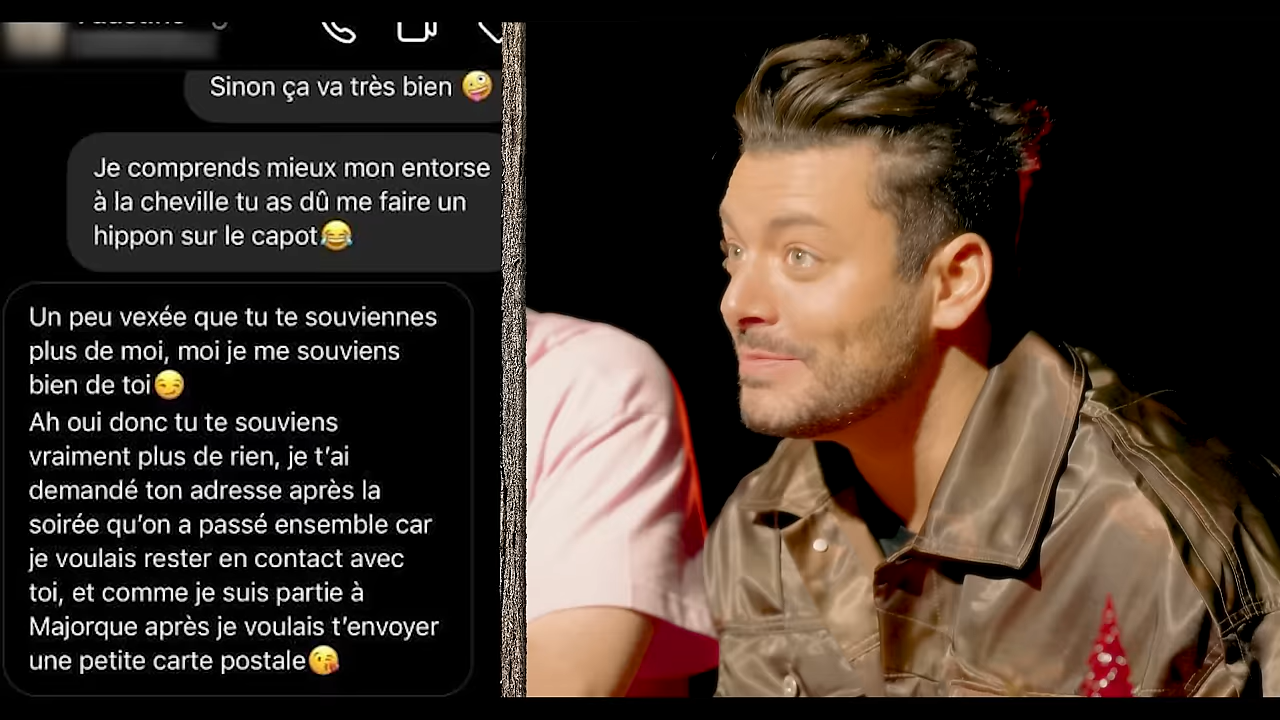 Sinon ça va très bien 🤪
Je comprends mieux mon entorse
à la cheville tu as dû me faire un
hippon sur le capot😂
Un peu vexée que tu te souviennes
plus de moi, moi je me souviens
bien de toi😏
Ah oui donc tu te souviens
vraiment plus de rien, je t’ai
demandé ton adresse après la
soirée qu’on a passé ensemble car
je voulais rester en contact avec
toi, et comme je suis partie à
Majorque après je voulais t’envoyer
une petite carte postale😘